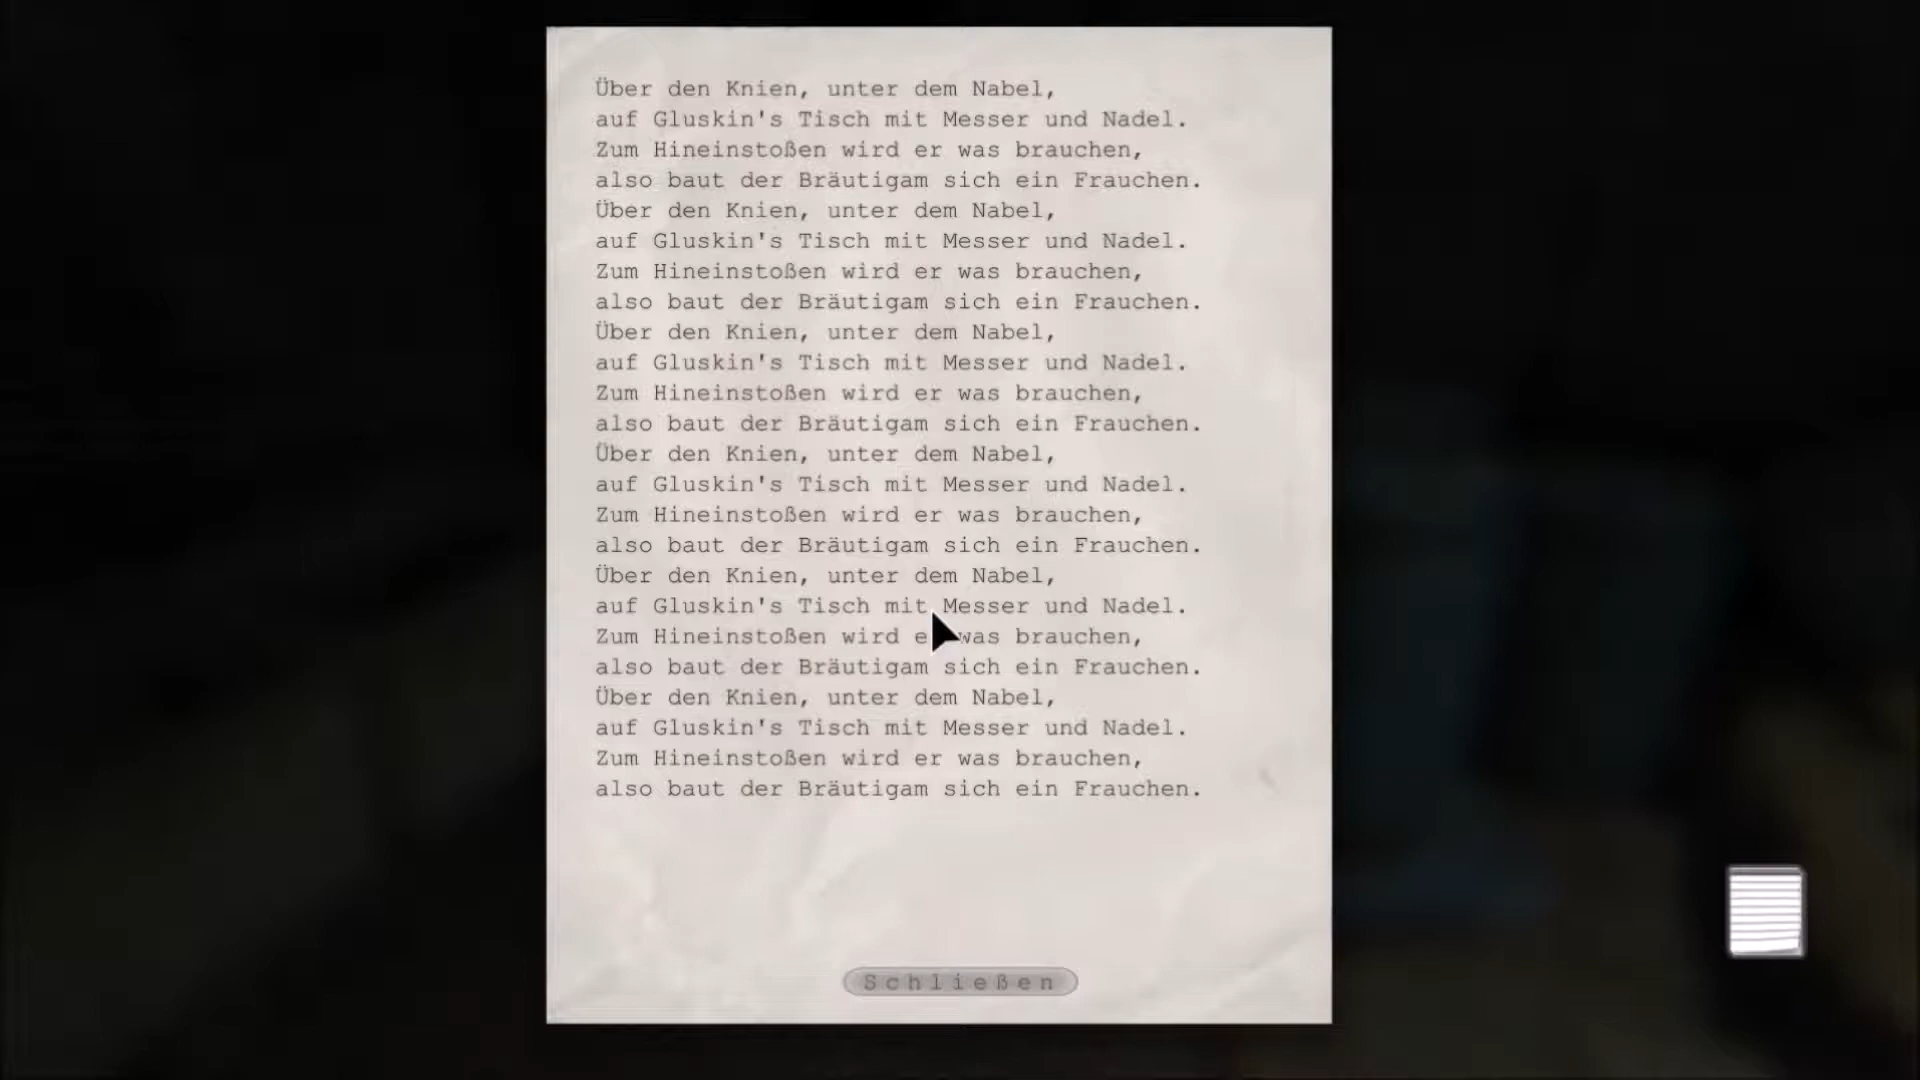 Über den Knien, unter dem Nabel,
auf Gluskin's Tisch mit Messer und Nadel.
Zum Hineinstoßen wird er was brauchen,
also baut der Bräutigam sich ein Frauchen.
Über den Knien, unter dem Nabel,
auf Gluskin's Tisch mit Messer und Nadel.
Zum Hineinstoßen wird er was brauchen,
also baut der Bräutigam sich ein Frauchen.
Über den Knien, unter dem Nabel,
auf Gluskin's Tisch mit Messer und Nadel.
Zum Hineinstoßen wird er was brauchen,
also baut der Bräutigam sich ein Frauchen.
Über den Knien, unter dem Nabel,
auf Gluskin's Tisch mit Messer und Nadel.
Zum Hineinstoßen wird er was brauchen,
also baut der Bräutigam sich ein Frauchen.
Über den Knien, unter dem Nabel,
auf Gluskin's Tisch mit Messer und Nadel.
Zum Hineinstoßen wird er was brauchen,
also baut der Bräutigam sich ein Frauchen.
Über den Knien, unter dem Nabel,
auf Gluskin's Tisch mit Messer und Nadel.
Zum Hineinstoßen wird er was brauchen,
also baut der Bräutigam sich ein Frauchen.
Schließen